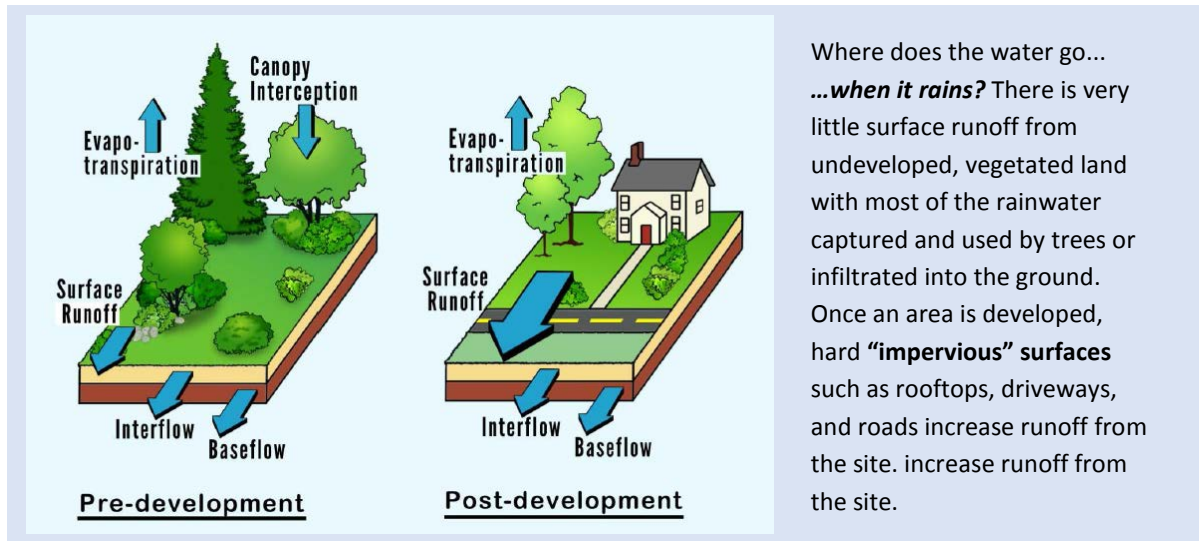 Canopy
Interception
Evapo-
transpiration
Surface
Runoff
Interflow
Baseflow
Pre-development
Evapo-
transpiration
Surface
Runoff
Interflow
Baseflow
Post-development
Where does the water go...
...when it rains? There is very
little surface runoff from
undeveloped, vegetated land
with most of the rainwater
captured and used by trees or
infiltrated into the ground.
Once an area is developed,
hard “impervious” surfaces
such as rooftops, driveways,
and roads increase runoff from
the site. increase runoff from
the site.